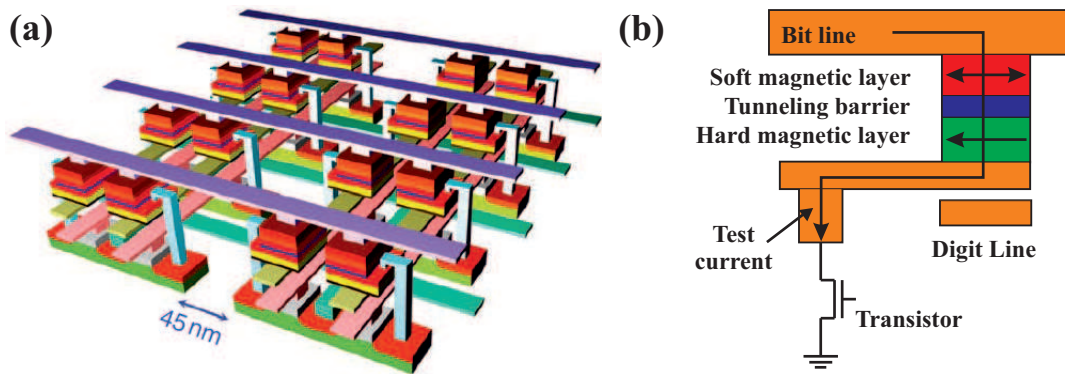 (a)
45 nm
(b)
Bit line
Soft magnetic layer
Tunneling barrier
Hard magnetic layer
Test
current
Digit Line
Transistor